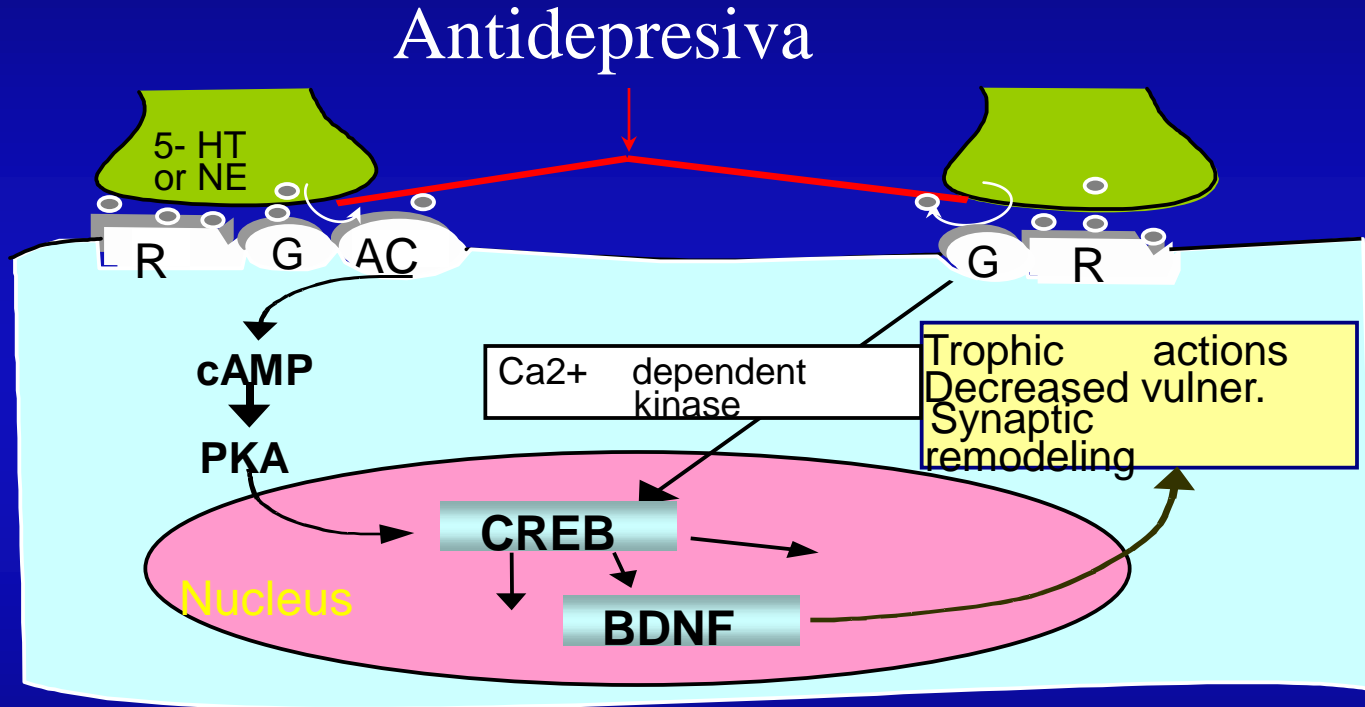 Antidepresiva
5- HT
or NE
R
G
AC
G
R
cAMP
PKA
Ca2+ dependent
kinase
Trophic actions
Decreased vulner.
Synaptic
remodeling
CREB
Nucleus
BDNF